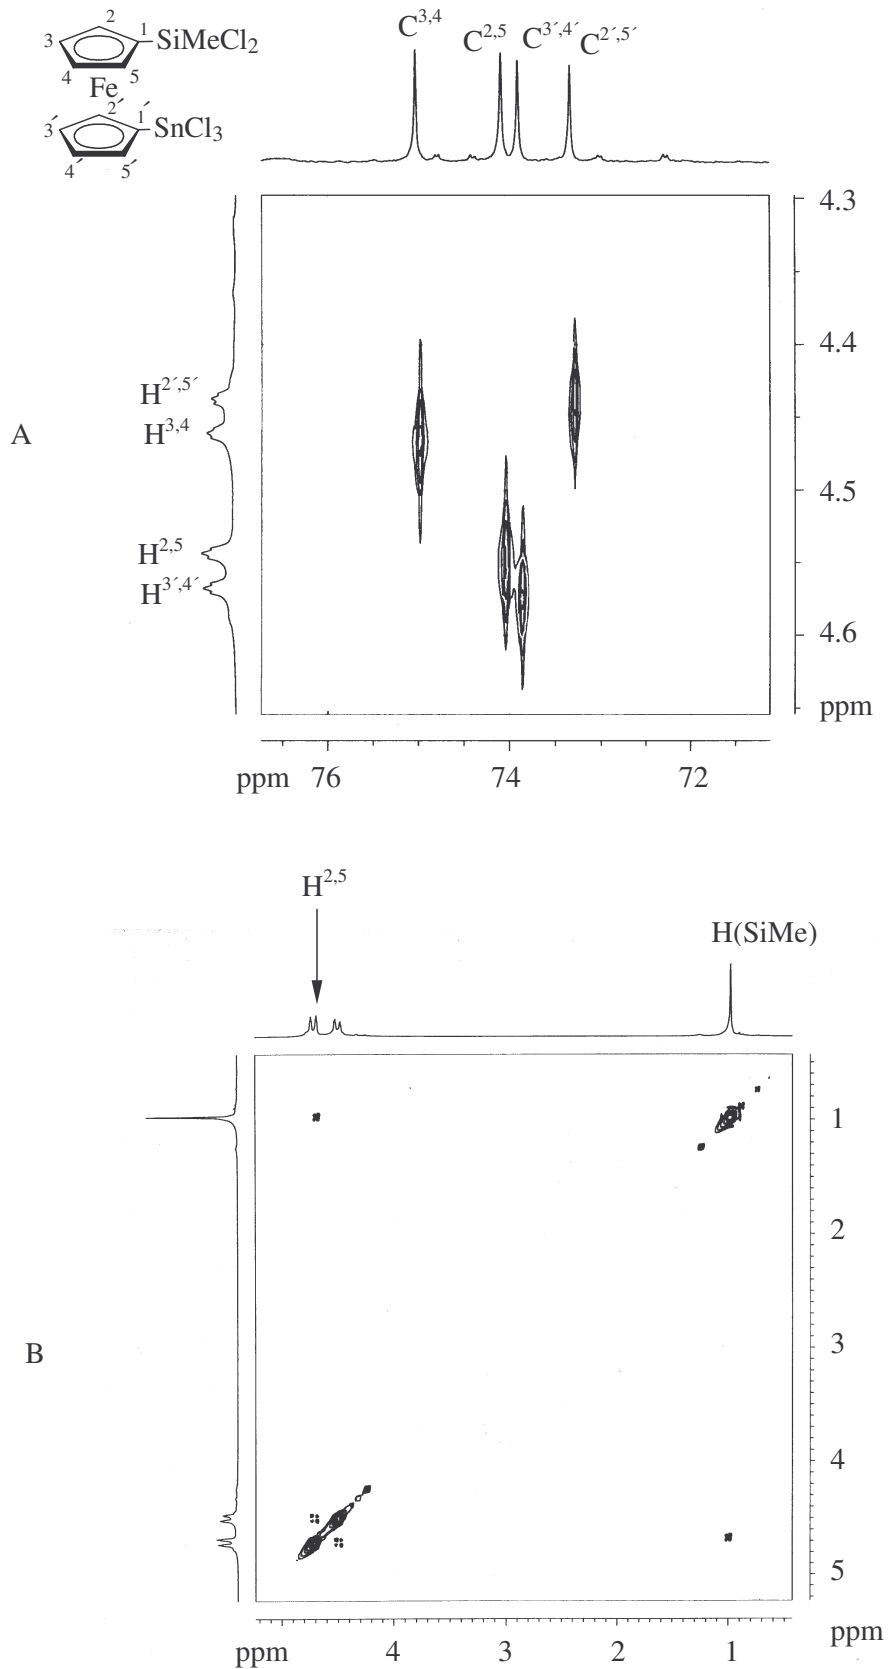 C3,4 C2,5 C3´,4´ C2´,5´
2
3 1 SiMeCl2
4 5
Fe
2´
3´ 1´ SnCl3
4´ 5´
4.3
4.4
H2´,5´
H3,4
A
4.5
H2,5
H3´,4´
4.6
ppm
ppm 76 74 72
H2,5
H(SiMe)
1
2
3
B
4
5
ppm
ppm 4 3 2 1